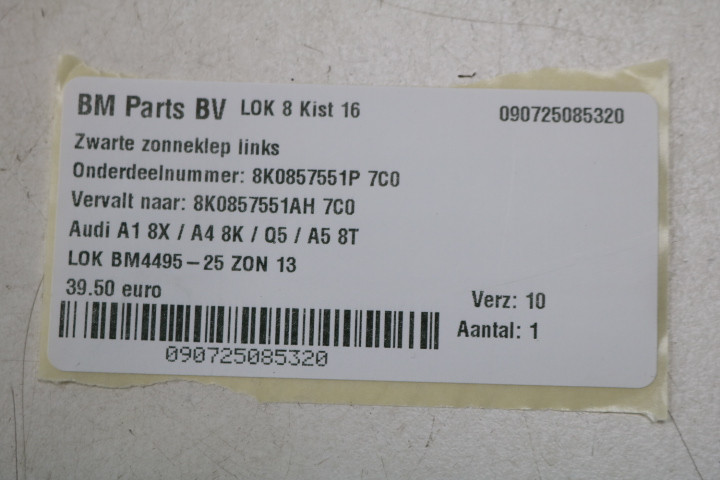 BM Parts BV LOK 8 Kist 16 090725085320
Zwarte zonneklep links
Onderdeelnummer: 8K0857551P 7C0
Vervalt naar: 8K0857551AH 7C0
Audi A1 8X / A4 8K / Q5 / A5 8T
LOK BM4495-25 ZON 13
39.50 euro Verz: 10
Aantal: 1
090725085320